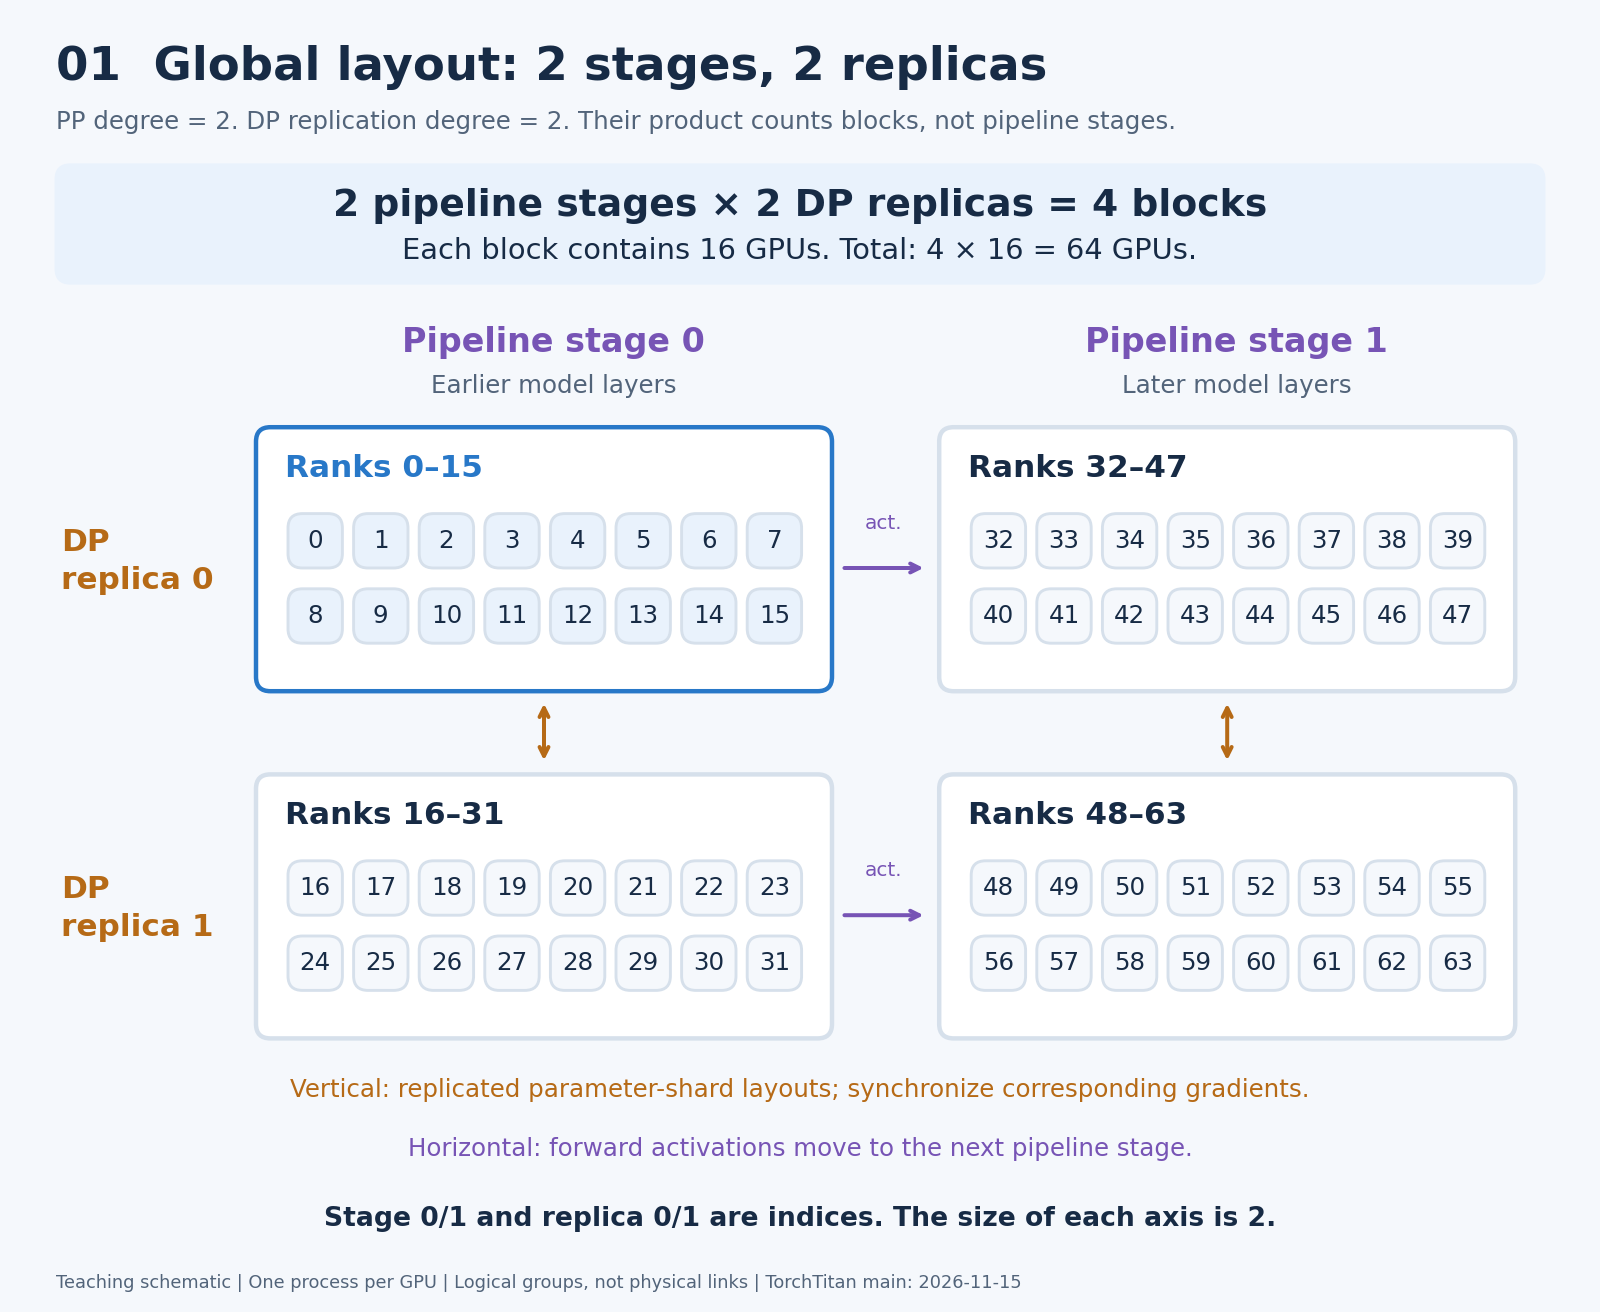 01 Global layout: 2 stages, 2 replicas
PP degree = 2. DP replication degree = 2. Their product counts blocks, not pipeline stages.
2 pipeline stages × 2 DP replicas = 4 blocks
Each block contains 16 GPUs. Total: 4 × 16 = 64 GPUs.
Pipeline stage 0
Earlier model layers
Pipeline stage 1
Later model layers
DP
replica 0
Ranks 0–15
0 1 2 3 4 5 6 7
8 9 10 11 12 13 14 15
act.
Ranks 32–47
32 33 34 35 36 37 38 39
40 41 42 43 44 45 46 47
DP
replica 1
Ranks 16–31
16 17 18 19 20 21 22 23
24 25 26 27 28 29 30 31
act.
Ranks 48–63
48 49 50 51 52 53 54 55
56 57 58 59 60 61 62 63
Vertical: replicated parameter-shard layouts; synchronize corresponding gradients.
Horizontal: forward activations move to the next pipeline stage.
Stage 0/1 and replica 0/1 are indices. The size of each axis is 2.
Teaching schematic | One process per GPU | Logical groups, not physical links | TorchTitan main: 2026-11-15